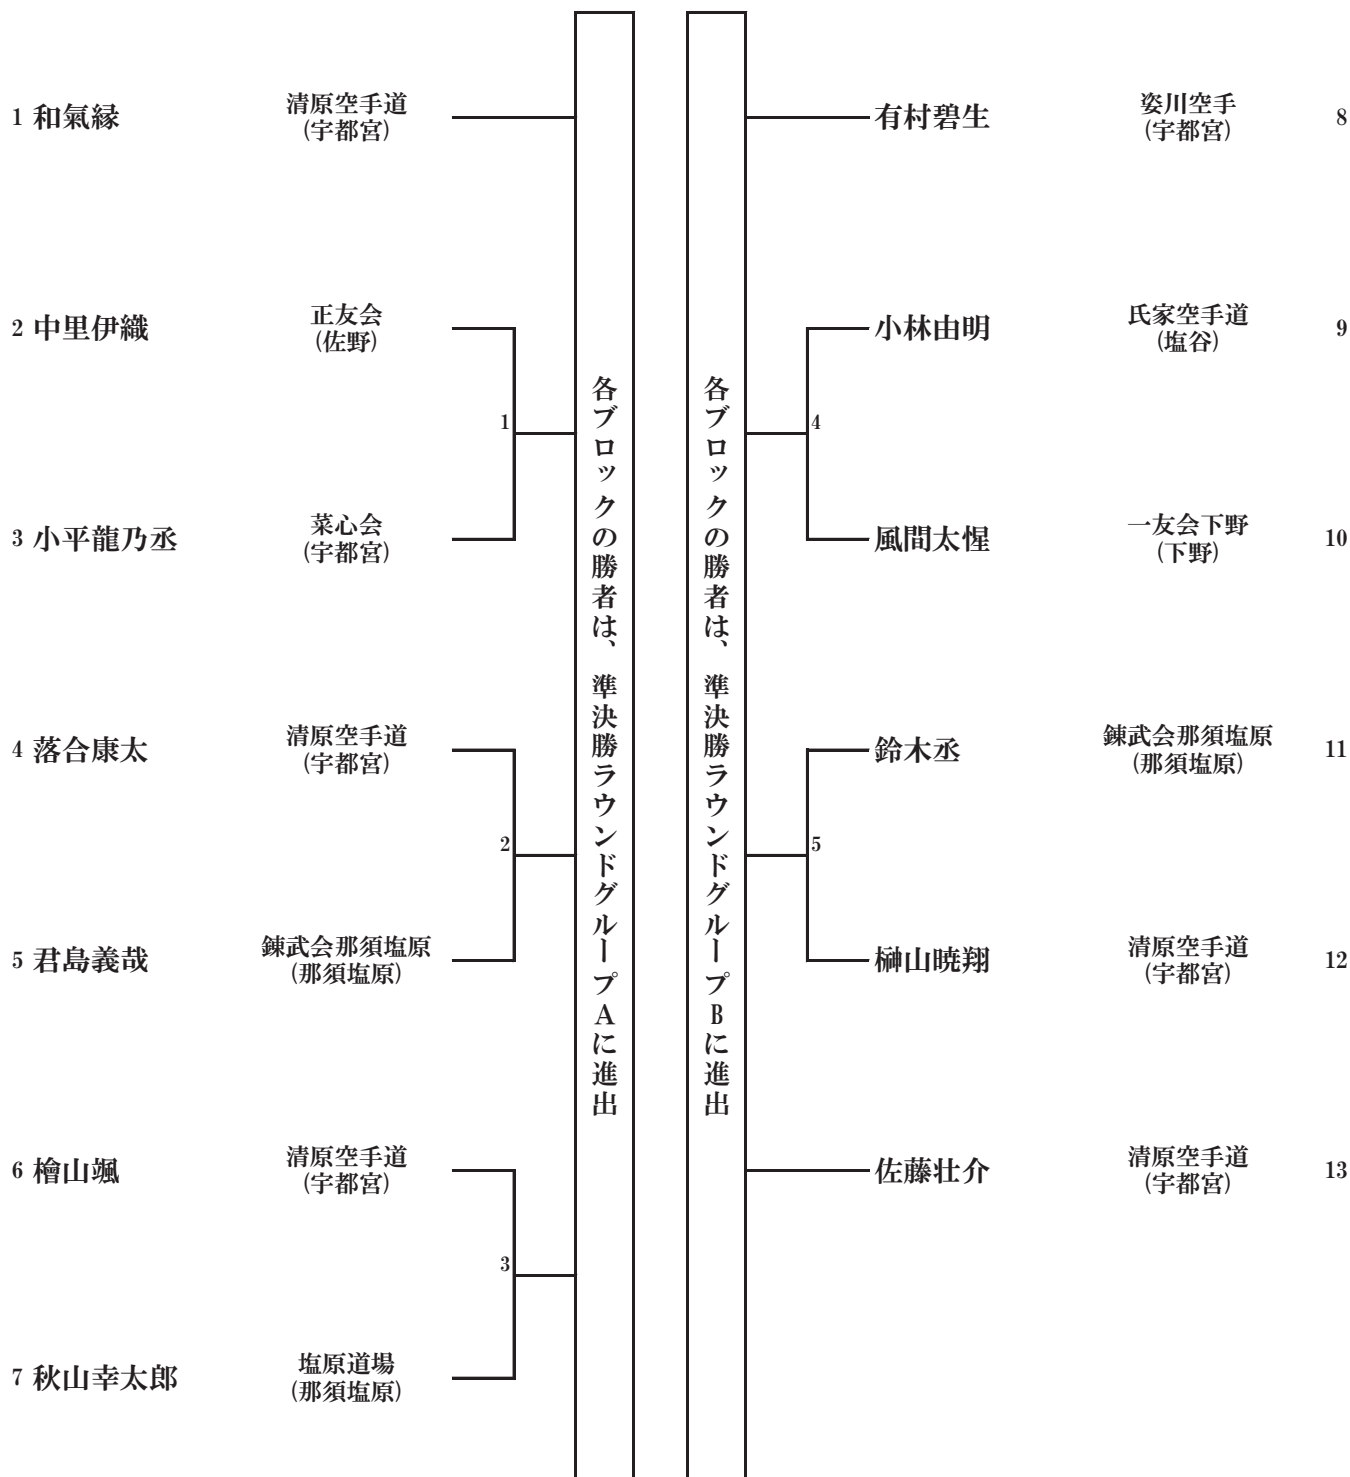 1 和氣縁 清原空手道
(宇都宮)
2 中里伊織 正友会
(佐野)
1
3 小平龍乃丞 菜心会
(宇都宮)
4 落合康太 清原空手道
(宇都宮)
2
5 君島義哉 錬武会那須塩原
(那須塩原)
6 檜山颯 清原空手道
(宇都宮)
3
7 秋山幸太郎 塩原道場
(那須塩原)
各ブロックの勝者は、準決勝ラウンドグループAに進出
各ブロックの勝者は、準決勝ラウンドグループBに進出
有村碧生 姿川空手 8
(宇都宮)
小林由明 氏家空手道 9
(塩谷)
4
風間太惺 一友会下野 10
(下野)
鈴木丞 錬武会那須塩原 11
(那須塩原)
5
榊山暁翔 清原空手道 12
(宇都宮)
佐藤壮介 清原空手道 13
(宇都宮)